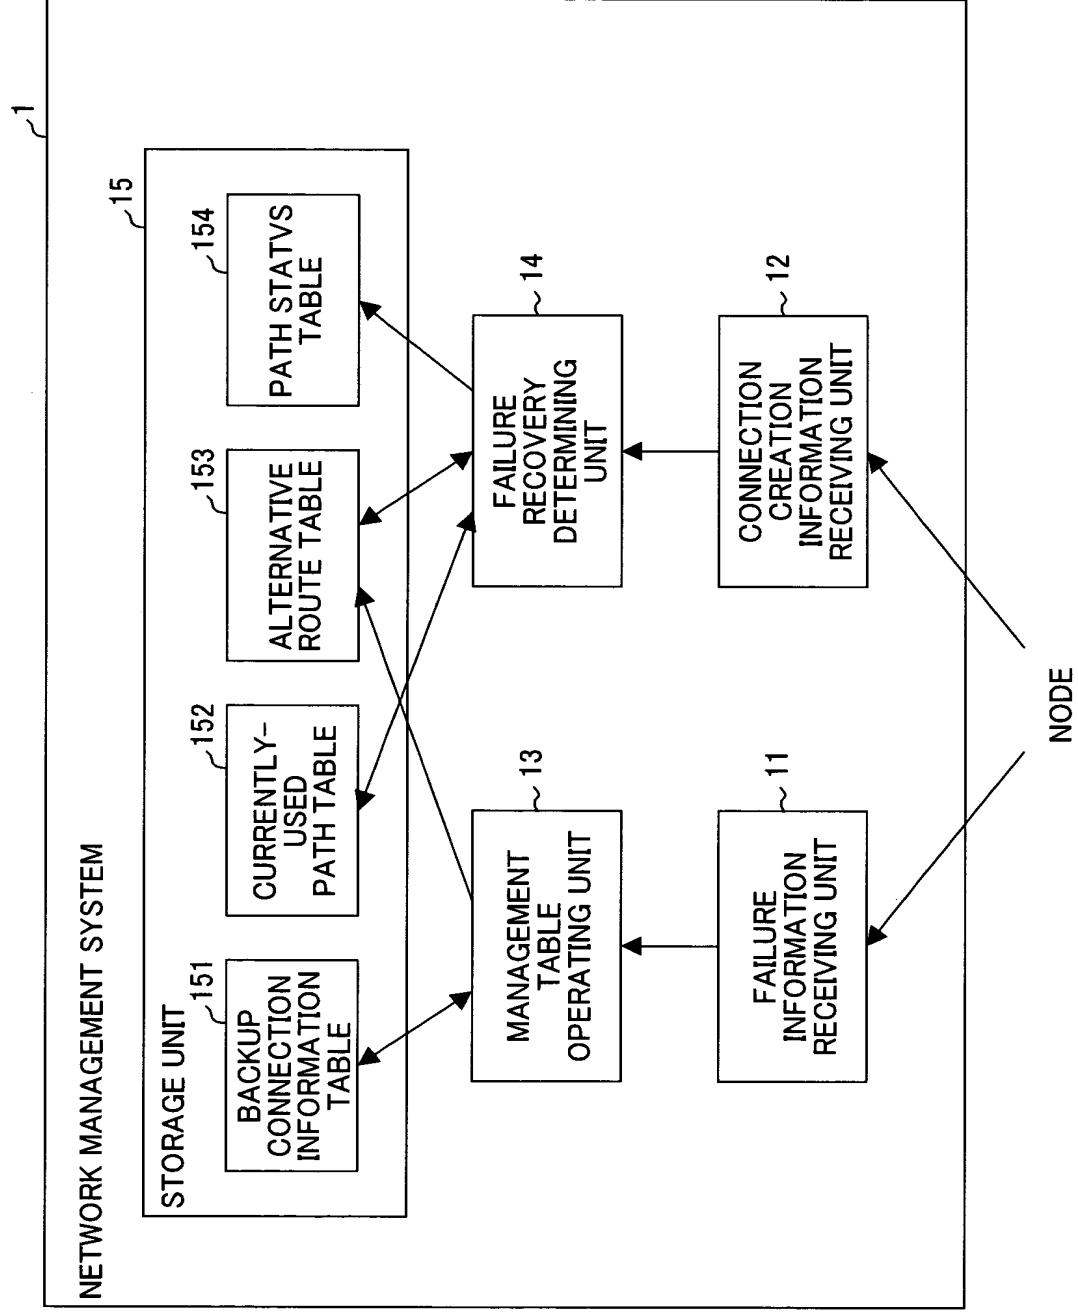 1
NETWORK MANAGEMENT SYSTEM
15
STORAGE UNIT
151
BACKUP
CONNECTION
INFORMATION
TABLE
152
CURRENTLY-
USED
PATH TABLE
153
ALTERNATIVE
ROUTE TABLE
154
PATH STATVS
TABLE
13
MANAGEMENT
TABLE
OPERATING UNIT
14
FAILURE
RECOVERY
DETERMINING
UNIT
11
FAILURE
INFORMATION
RECEIVING UNIT
12
CONNECTION
CREATION
INFORMATION
RECEIVING UNIT
NODE